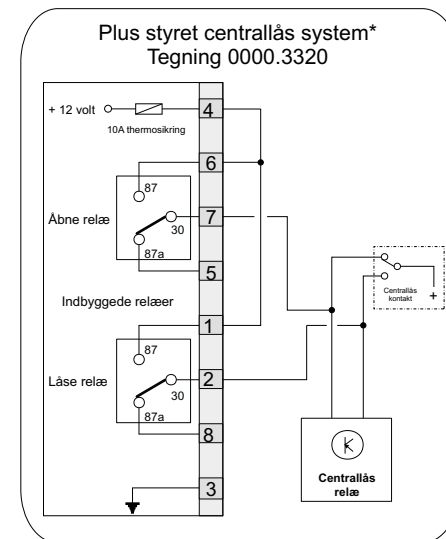 Plus styret centrallås system*
Tegning 0000.3320
+ 12 volt
10A thermosikring
4
6
87
Åbne relæ
7
30
87a
5
Indbyggede relæer
1
87
Låse relæ
2
30
87a
8
3
Centrallås
kontakt
+
Centrallås
relæ